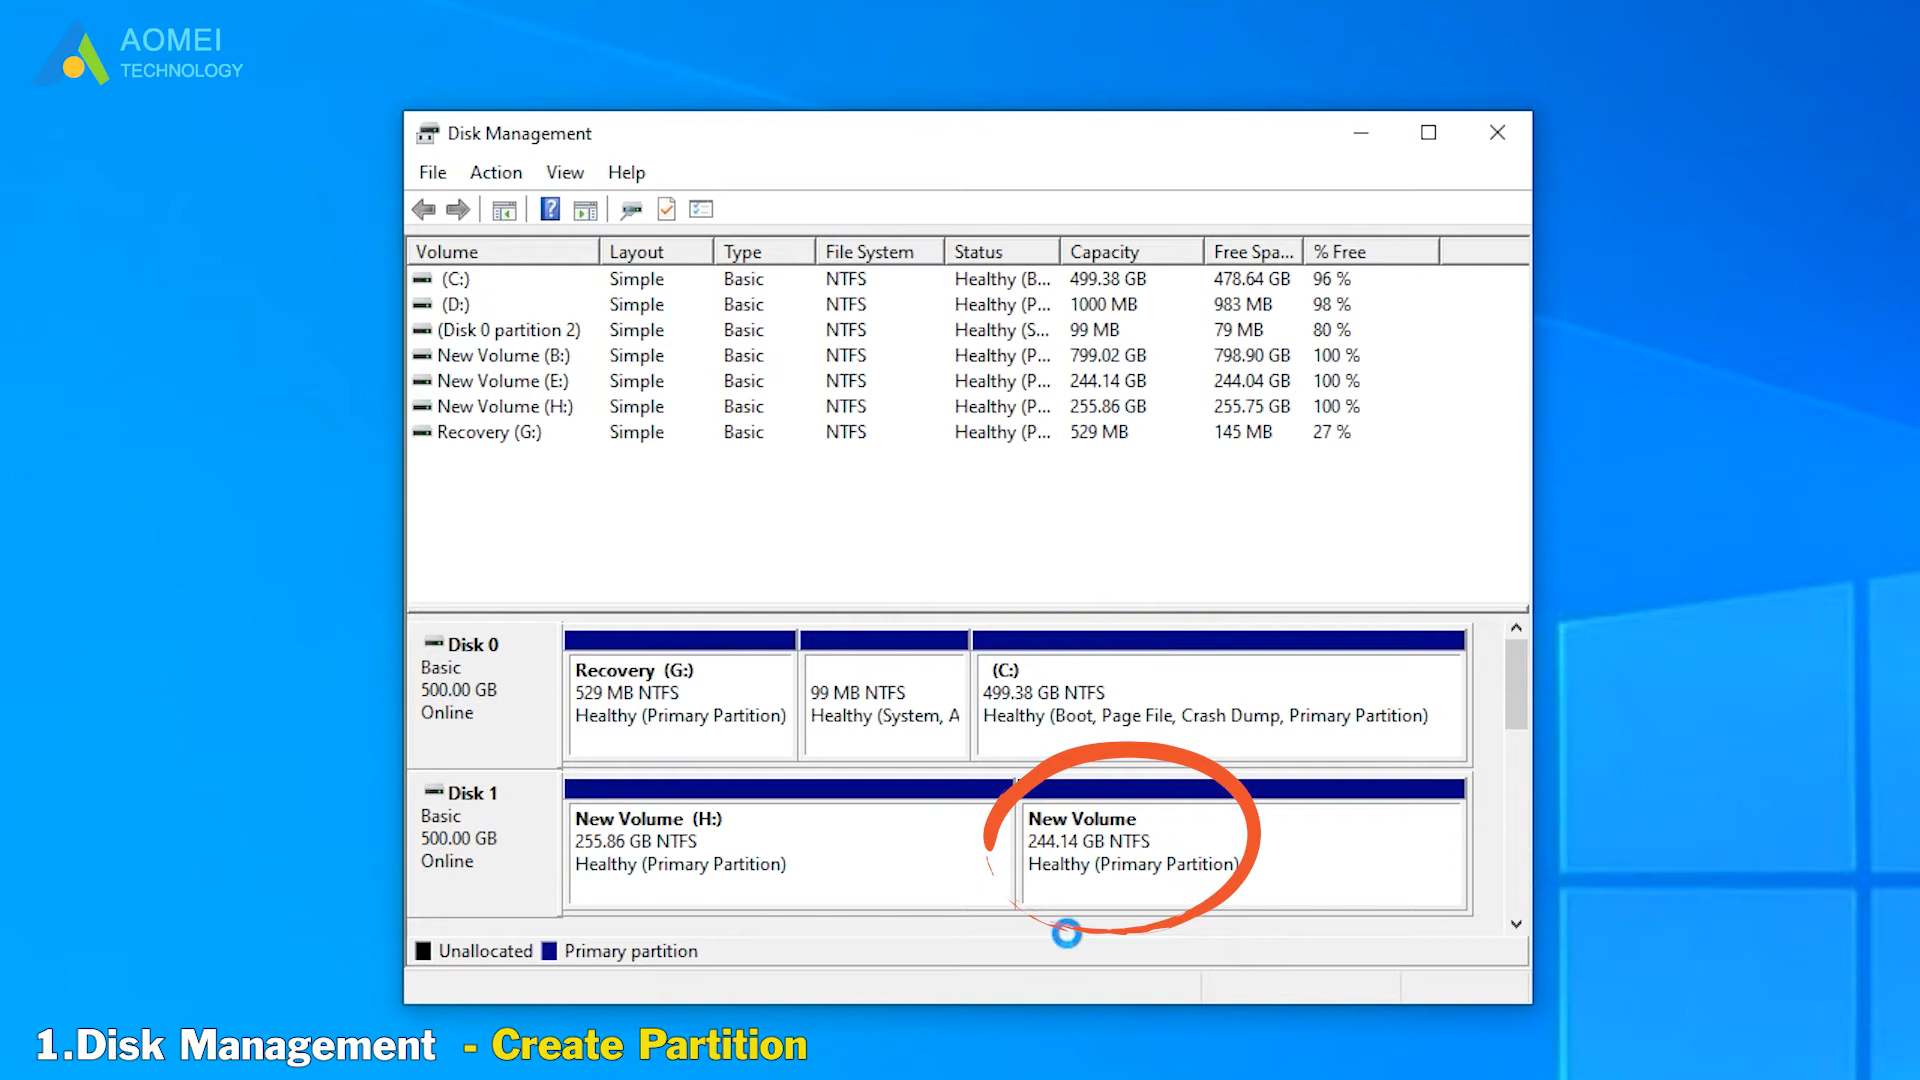 AOMEI
TECHNOLOGY
Disk Management
File Action View Help
Volume Layout Type File System Status Capacity Free Spa... % Free
(C:) Simple Basic NTFS Healthy (B... 499.38 GB 478.64 GB 96 %
(D:) Simple Basic NTFS Healthy (P... 1000 MB 983 MB 98 %
(Disk 0 partition 2) Simple Basic NTFS Healthy (S... 99 MB 79 MB 80 %
New Volume (B:) Simple Basic NTFS Healthy (P... 799.02 GB 798.90 GB 100 %
New Volume (E:) Simple Basic NTFS Healthy (P... 244.14 GB 244.04 GB 100 %
New Volume (H:) Simple Basic NTFS Healthy (P... 255.86 GB 255.75 GB 100 %
Recovery (G:) Simple Basic NTFS Healthy (P... 529 MB 145 MB 27 %
Disk 0
Basic
500.00 GB
Online
Recovery (G:)
529 MB NTFS
Healthy (Primary Partition)
99 MB NTFS
Healthy (System, A
(C:)
499.38 GB NTFS
Healthy (Boot, Page File, Crash Dump, Primary Partition)
Disk 1
Basic
500.00 GB
Online
New Volume (H:)
255.86 GB NTFS
Healthy (Primary Partition)
New Volume
244.14 GB NTFS
Healthy (Primary Partition)
Unallocated Primary partition
1.Disk Management - Create Partition